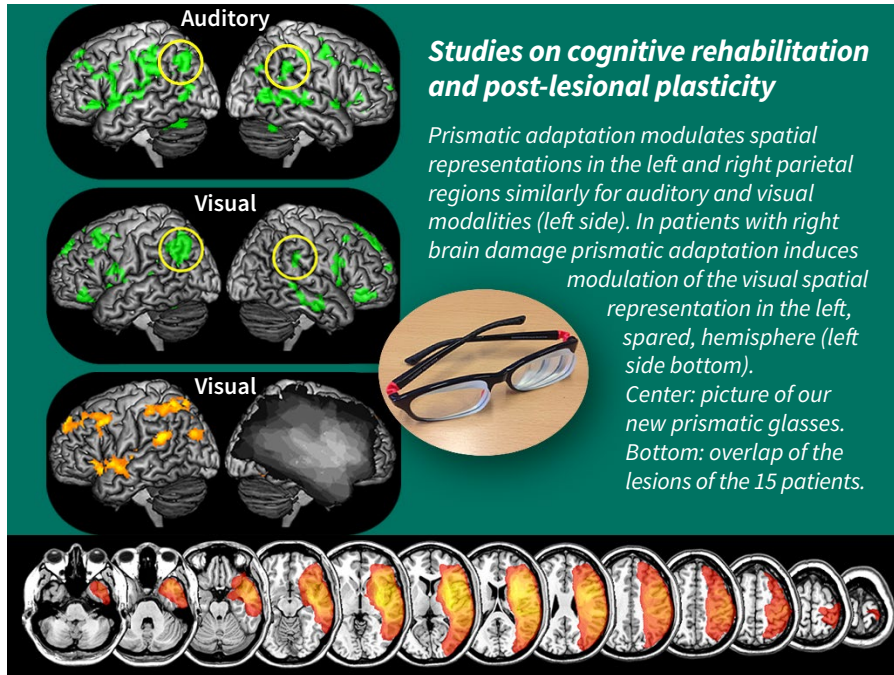 Auditory
Visual
Visual
Studies on cognitive rehabilitation
and post-lesional plasticity
Prismatic adaptation modulates spatial
representations in the left and right parietal
regions similarly for auditory and visual
modalities (left side). In patients with right
brain damage prismatic adaptation induces
modulation of the visual spatial
representation in the left,
spared, hemisphere (left
side bottom).
Center: picture of our
new prismatic glasses.
Bottom: overlap of the
lesions of the 15 patients.